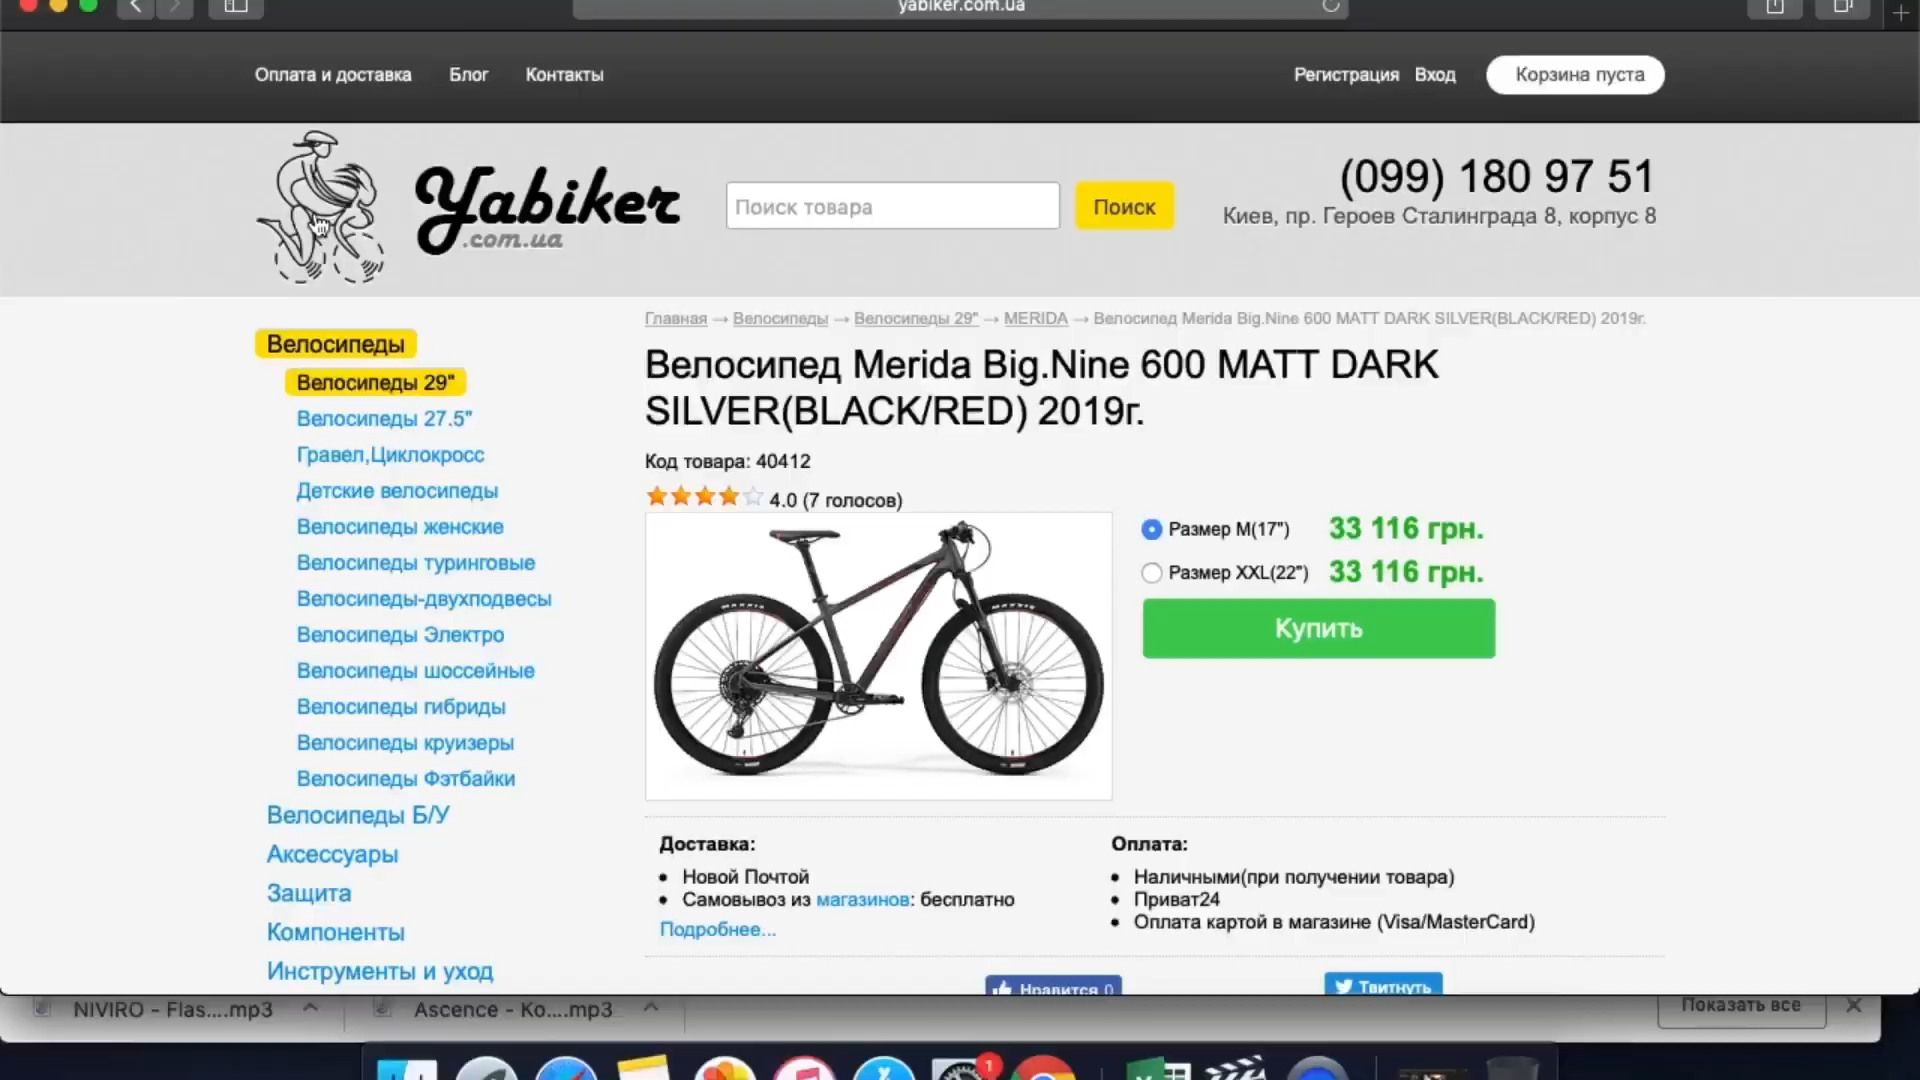 yabiker.com.ua
Оплата и доставка
Блог
Контакты
Регистрация
Вход
Корзина пуста
Yabiker
.com.ua
Поиск товара
Поиск
(099) 180 97 51
Киев, пр. Героев Сталинграда 8, корпус 8
Главная → Велосипеды → Велосипеды 29" → MERIDA → Велосипед Merida Big.Nine 600 MATT DARK SILVER(BLACK/RED) 2019г.
Велосипеды
Велосипеды 29"
Велосипеды 27.5"
Гравел,Циклокросс
Детские велосипеды
Велосипеды женские
Велосипеды туринговые
Велосипеды-двухподвесы
Велосипеды Электро
Велосипеды шоссейные
Велосипеды гибриды
Велосипеды круизеры
Велосипеды Фэтбайки
Велосипеды Б/У
Аксессуары
Защита
Компоненты
Инструменты и уход
Велосипед Merida Big.Nine 600 MATT DARK
SILVER(BLACK/RED) 2019г.
Код товара: 40412
4.0 (7 голосов)
MAXXIS
MAXXIS
Размер M(17") 33 116 грн.
Размер XXL(22") 33 116 грн.
Купить
Доставка:
• Новой Почтой
• Самовывоз из магазинов: бесплатно
Подробнее...
Оплата:
• Наличными(при получении товара)
• Приват24
• Оплата картой в магазине (Visa/MasterCard)
Нравится 0
Твитнуть
NIVIRO - Flas....mp3
Ascence - Ko....mp3
Показать все
1